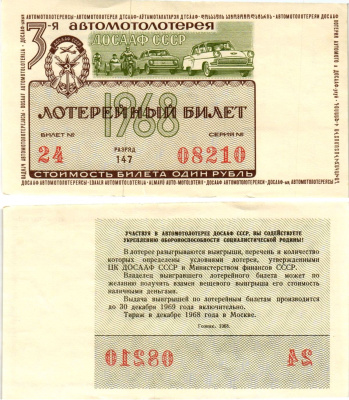 3-я АВТОМОТОЛОТЕРЕЯ
ДОСААФ СССР
1968
ЛОТЕРЕЙНЫЙ БИЛЕТ
БИЛЕТ № СЕРИЯ №
24 РАЗРЯД 147 08210
СТОИМОСТЬ БИЛЕТА ОДИН РУБЛЬ
УЧАСТВУЯ В АВТОМОТОЛОТЕРЕЕ ДОСААФ СССР, ВЫ СОДЕЙСТВУЕТЕ
УКРЕПЛЕНИЮ ОБОРОНОСПОСОБНОСТИ СОЦИАЛИСТИЧЕСКОЙ РОДИНЫ!
В лотерее разыгрываются выигрыши, перечень и количество
которых определены условиями лотереи, утвержденными
ЦК ДОСААФ СССР и Министерством финансов СССР.
Владелец выигравшего лотерейного билета может по
желанию получить взамен вещевого выигрыша его стоимость
наличными деньгами.
Выдача выигрышей по лотерейным билетам производится
до 30 декабря 1969 года включительно.
Тираж в декабре 1968 года в Москве.
Гознак. 1968.
08210 24